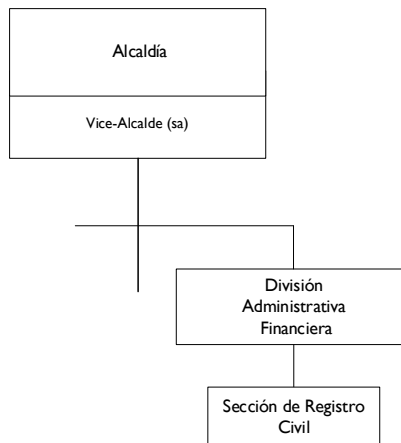 Alcaldía
Vice-Alcalde (sa)
División
Administrativa
Financiera
Sección de Registro
Civil